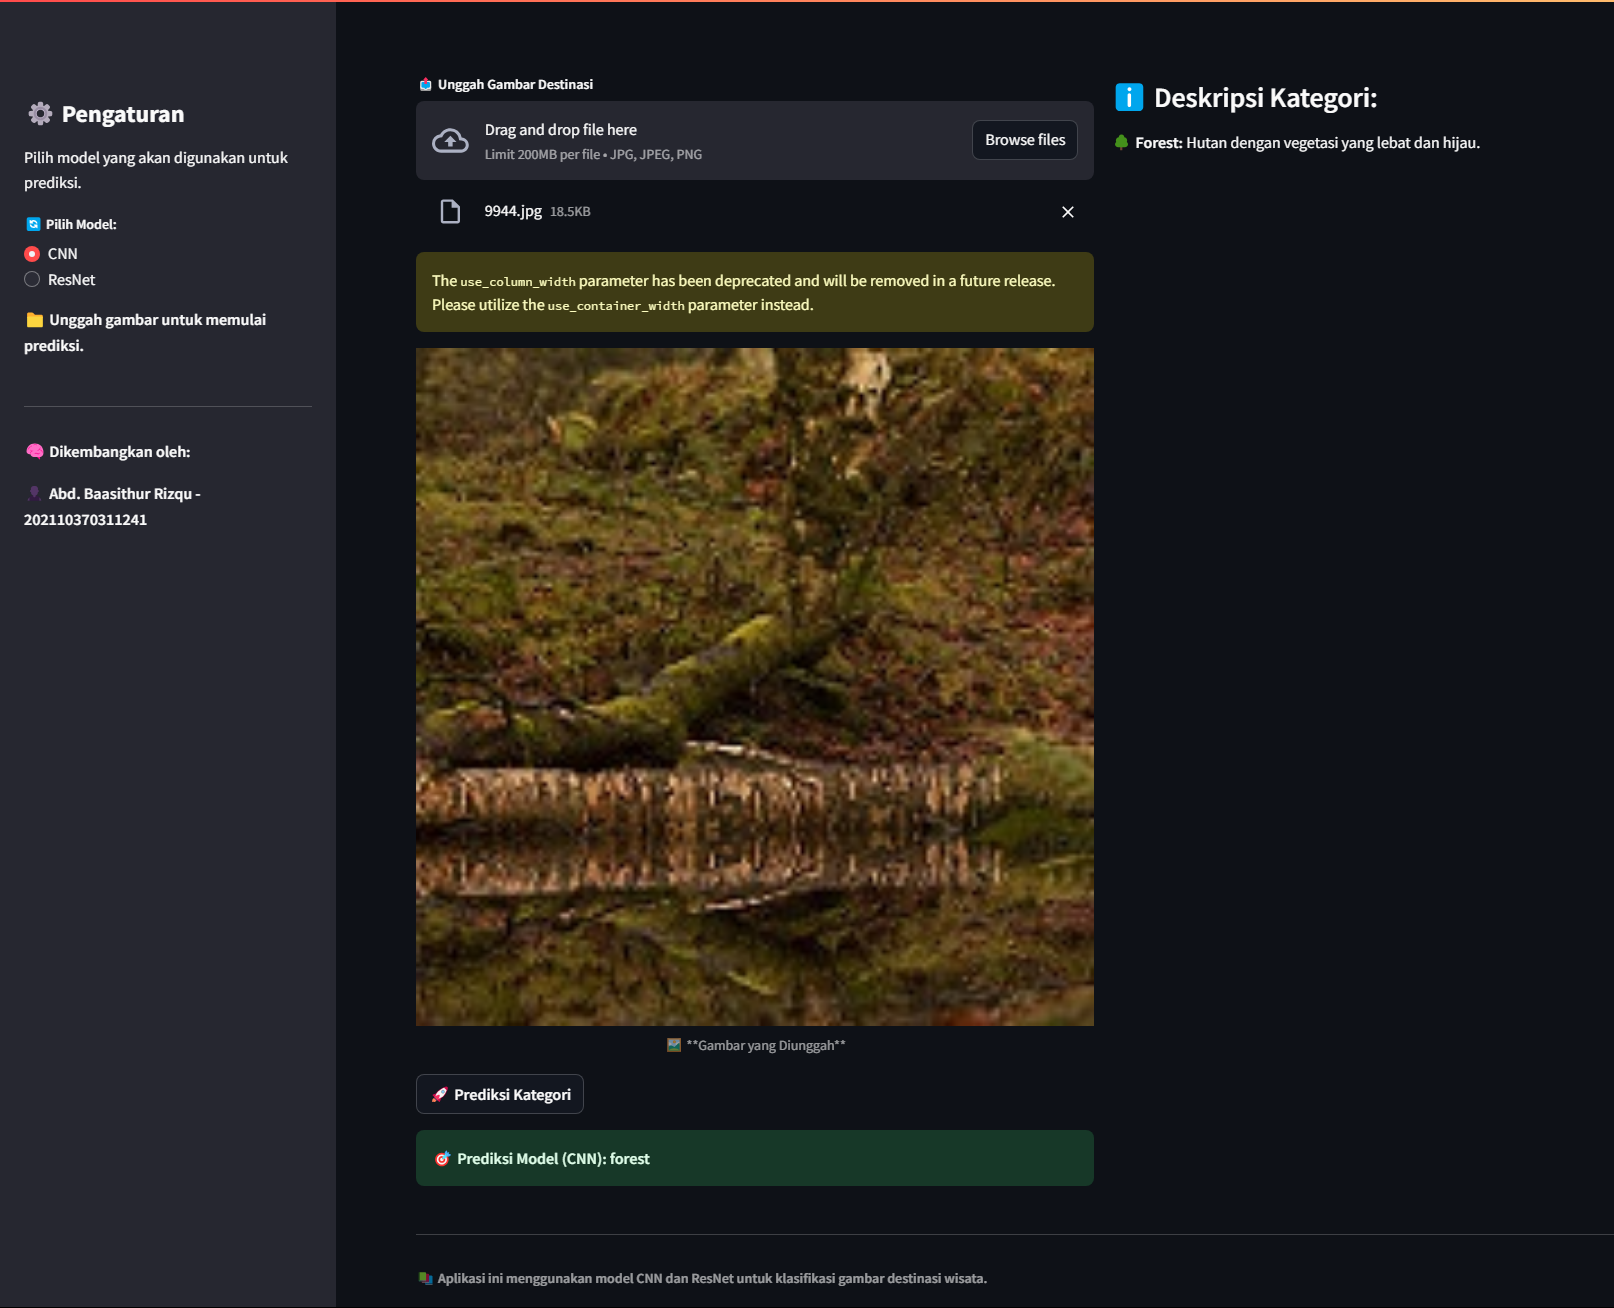 Pengaturan
Pilih model yang akan digunakan untuk
prediksi.
Pilih Model:
CNN
ResNet
Unggah gambar untuk memulai
prediksi.
Dikembangkan oleh:
Abd. Baasithur Rizqu -
202110370311241
Unggah Gambar Destinasi
Drag and drop file here
Limit 200MB per file • JPG, JPEG, PNG
Browse files
9944.jpg 18.5KB
The use_column_width parameter has been deprecated and will be removed in a future release.
Please utilize the use_container_width parameter instead.
**Gambar yang Diunggah**
Prediksi Kategori
Prediksi Model (CNN): forest
Deskripsi Kategori:
Forest: Hutan dengan vegetasi yang lebat dan hijau.
Aplikasi ini menggunakan model CNN dan ResNet untuk klasifikasi gambar destinasi wisata.